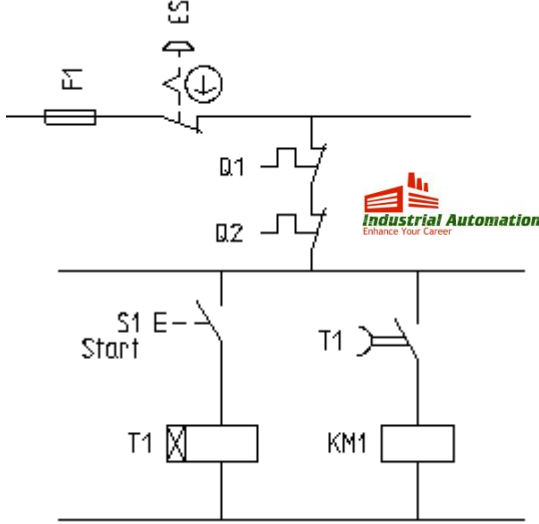 ES
F1
Q1
Industrial Automation
Enhance Your Career
Q2
S1 E
Start
T1
T1
KM1